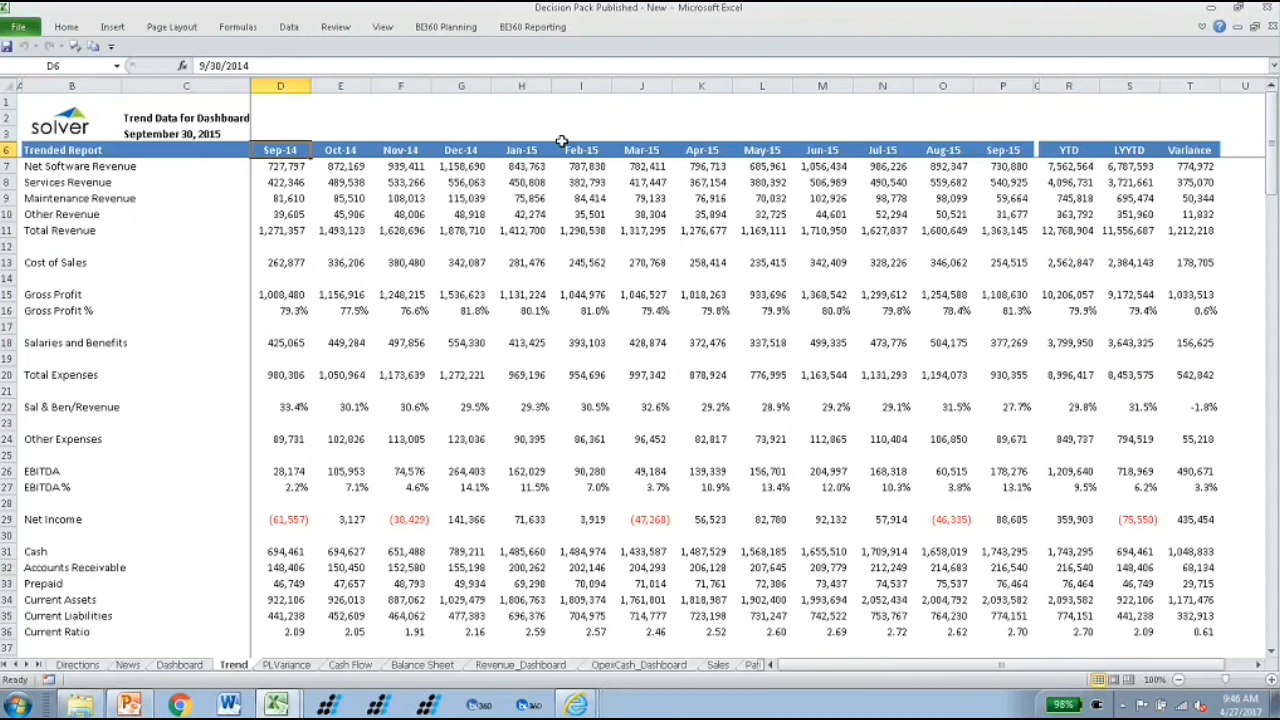 Decision Pack Published - New - Microsoft Excel
File Home Insert Page Layout Formulas Data Review View BI360 Planning BI360 Reporting
D6 fx 9/30/2014
A B C D E F G H I J K L M N O P R S T U
1
2 solver Trend Data for Dashboard
3 September 30, 2015
6 Trended Report Sep-14 Oct-14 Nov-14 Dec-14 Jan-15 Feb-15 Mar-15 Apr-15 May-15 Jun-15 Jul-15 Aug-15 Sep-15 YTD LYYTD Variance
7 Net Software Revenue 727,797 872,169 939,411 1,158,690 843,763 787,830 782,411 796,713 685,961 1,056,434 986,226 892,347 730,880 7,562,564 6,787,593 774,972
8 Services Revenue 422,346 489,538 533,266 556,063 450,808 382,793 417,447 367,154 380,392 506,989 490,540 559,682 540,925 4,096,731 3,721,661 375,070
9 Maintenance Revenue 81,610 85,510 108,013 115,039 75,856 84,414 79,133 76,916 70,032 102,926 98,778 98,099 59,664 745,818 695,474 50,344
10 Other Revenue 39,605 45,906 48,006 48,918 42,274 35,501 38,304 35,894 32,725 44,601 52,294 50,521 31,677 363,792 351,960 11,832
11 Total Revenue 1,271,357 1,493,123 1,628,696 1,878,710 1,412,700 1,290,538 1,317,295 1,276,677 1,169,111 1,710,950 1,627,837 1,600,649 1,363,145 12,768,904 11,556,687 1,212,218
12
13 Cost of Sales 262,877 336,206 380,480 342,087 281,476 245,562 270,768 258,414 235,415 342,409 328,226 346,062 254,515 2,562,847 2,384,143 178,705
14
15 Gross Profit 1,008,480 1,156,916 1,248,215 1,536,623 1,131,224 1,044,976 1,046,527 1,018,263 933,696 1,368,542 1,299,612 1,254,588 1,108,630 10,206,057 9,172,544 1,033,513
16 Gross Profit % 79.3% 77.5% 76.6% 81.8% 80.1% 81.0% 79.4% 79.8% 79.9% 80.0% 79.8% 78.4% 81.3% 79.9% 79.4% 0.6%
17
18 Salaries and Benefits 425,065 449,284 497,856 554,330 413,425 393,103 428,874 372,476 337,518 499,335 473,776 504,175 377,269 3,799,950 3,643,325 156,625
19
20 Total Expenses 980,306 1,050,964 1,173,639 1,272,221 969,196 954,696 997,342 878,924 776,995 1,163,544 1,131,293 1,194,073 930,355 8,996,417 8,453,575 542,842
21
22 Sal & Ben/Revenue 33.4% 30.1% 30.6% 29.5% 29.3% 30.5% 32.6% 29.2% 28.9% 29.2% 29.1% 31.5% 27.7% 29.8% 31.5% -1.8%
23
24 Other Expenses 89,731 102,826 113,005 123,036 90,395 86,361 96,452 82,817 73,921 112,865 110,404 106,850 89,671 849,737 794,519 55,218
25
26 EBITDA 28,174 105,953 74,576 264,403 162,029 90,280 49,184 139,339 156,701 204,997 168,318 60,515 178,276 1,209,640 718,969 490,671
27 EBITDA % 2.2% 7.1% 4.6% 14.1% 11.5% 7.0% 3.7% 10.9% 13.4% 12.0% 10.3% 3.8% 13.1% 9.5% 6.2% 3.3%
28
29 Net Income (61,557) 3,127 (38,429) 141,366 71,633 3,919 (47,268) 56,523 82,780 92,132 57,914 (46,335) 88,605 359,903 (75,550) 435,454
30
31 Cash 694,461 694,627 651,488 789,211 1,485,660 1,484,974 1,433,587 1,487,529 1,568,185 1,655,510 1,709,914 1,658,019 1,743,295 1,743,295 694,461 1,048,833
32 Accounts Receivable 148,406 150,450 152,580 155,198 200,262 202,146 204,293 206,128 207,645 209,779 212,249 214,683 216,540 216,540 148,406 68,134
33 Prepaid 46,749 47,657 48,793 49,934 69,298 70,094 71,014 71,761 72,386 73,437 74,537 75,537 76,464 76,464 46,749 29,715
34 Current Assets 922,106 926,013 887,062 1,029,479 1,806,763 1,809,374 1,761,801 1,818,987 1,902,400 1,993,694 2,052,434 2,004,792 2,093,582 2,093,582 922,106 1,171,476
35 Current Liabilities 441,238 452,609 464,062 477,383 696,376 704,975 714,777 723,198 731,247 742,522 753,767 764,230 774,151 774,151 441,238 332,913
36 Current Ratio 2.09 2.05 1.91 2.16 2.59 2.57 2.46 2.52 2.60 2.69 2.72 2.62 2.70 2.70 2.09 0.61
37
Directions News Dashboard Trend PLVariance Cash Flow Balance Sheet Revenue_Dashboard OpexCash_Dashboard Sales
Ready 100%
360 360 98% 9:46 AM
4/27/2017